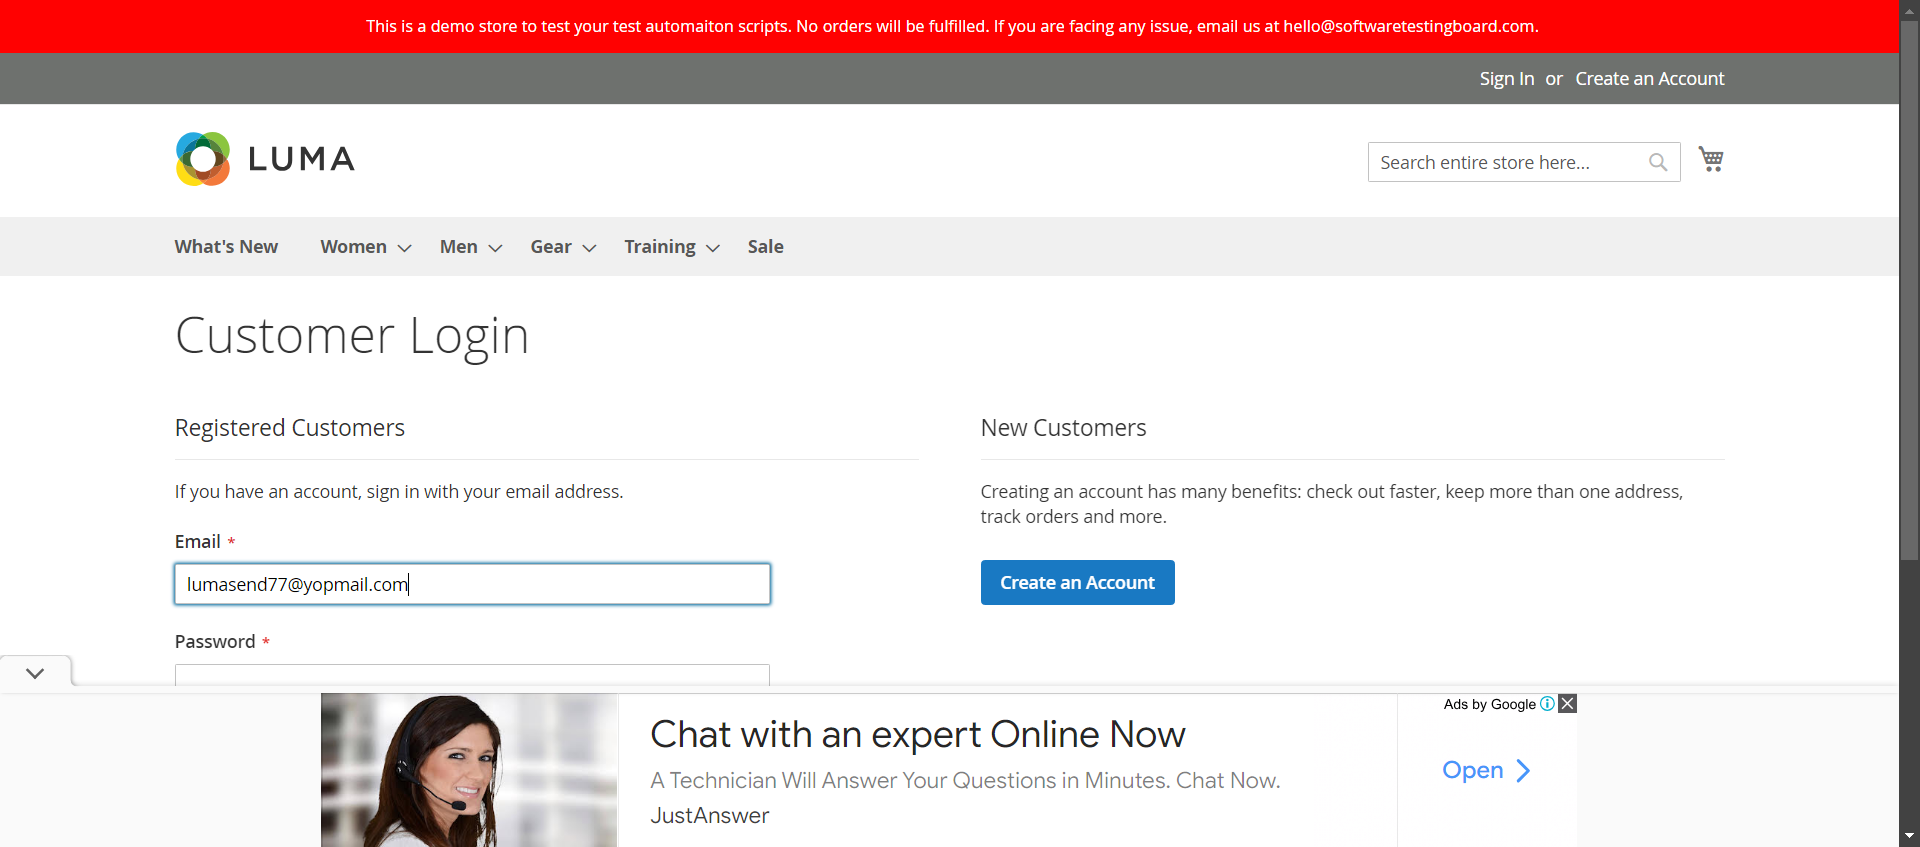 This is a demo store to test your test automaiton scripts. No orders will be fulfilled. If you are facing any issue, email us at hello@softwaretestingboard.com.
Sign In or Create an Account
LUMA
Search entire store here...
What's New Women Men Gear Training Sale
Customer Login
Registered Customers
If you have an account, sign in with your email address.
Email *
lumasend77@yopmail.com
Password *
New Customers
Creating an account has many benefits: check out faster, keep more than one address,
track orders and more.
Create an Account
Chat with an expert Online Now
A Technician Will Answer Your Questions in Minutes. Chat Now.
JustAnswer
Ads by Google
Open